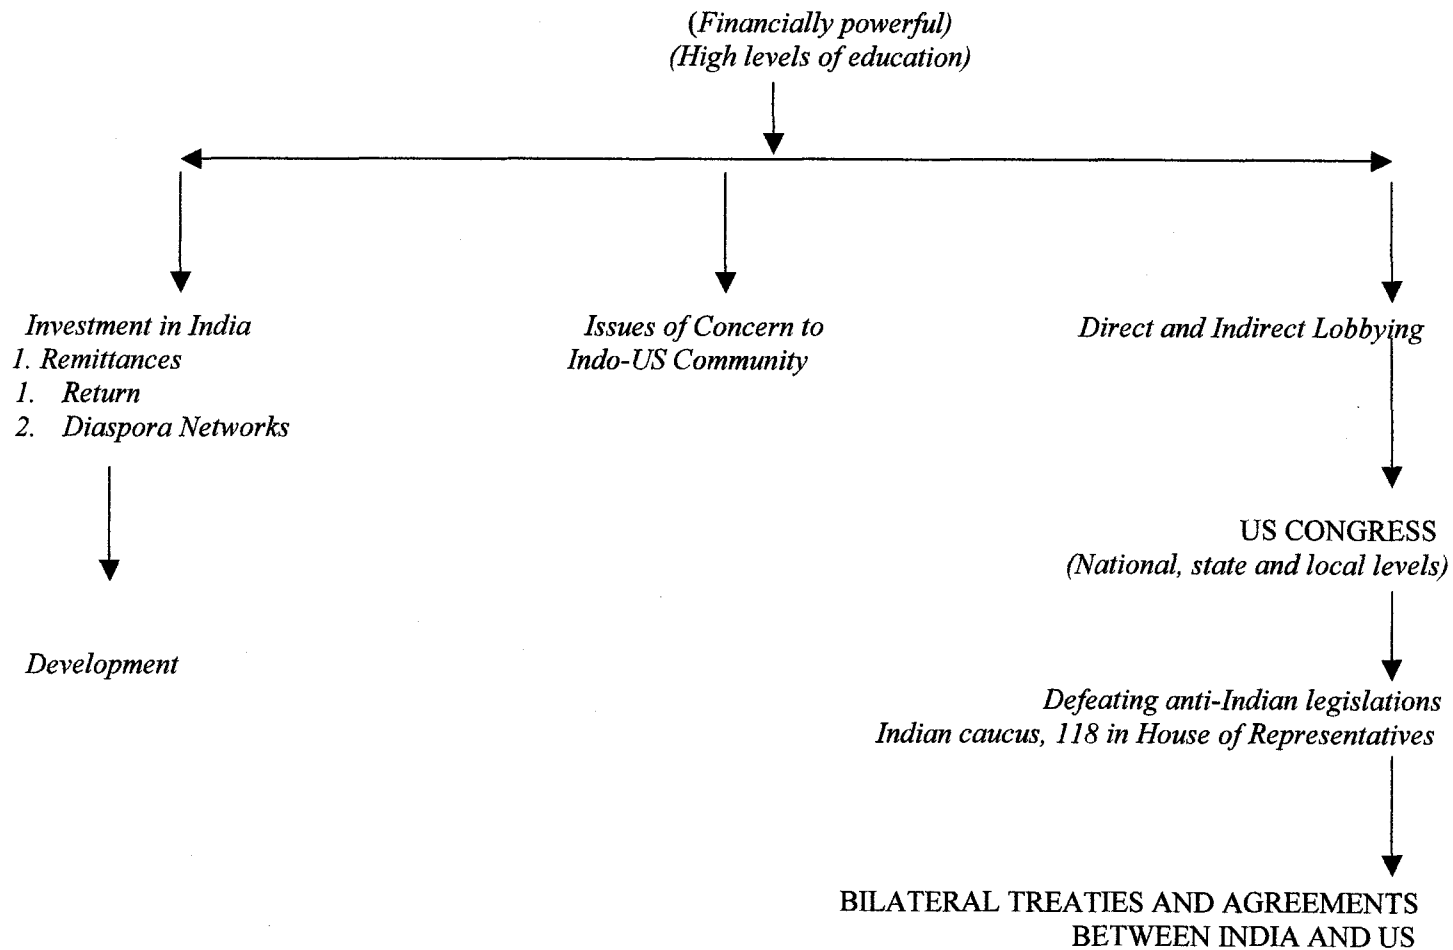 (Financially powerful)
(High levels of education)
Investment in India
1. Remittances
1. Return
2. Diaspora Networks
Development
Issues of Concern to
Indo-US Community
Direct and Indirect Lobbying
US CONGRESS
(National, state and local levels)
Defeating anti-Indian legislations
Indian caucus, 118 in House of Representatives
BILATERAL TREATIES AND AGREEMENTS
BETWEEN INDIA AND US